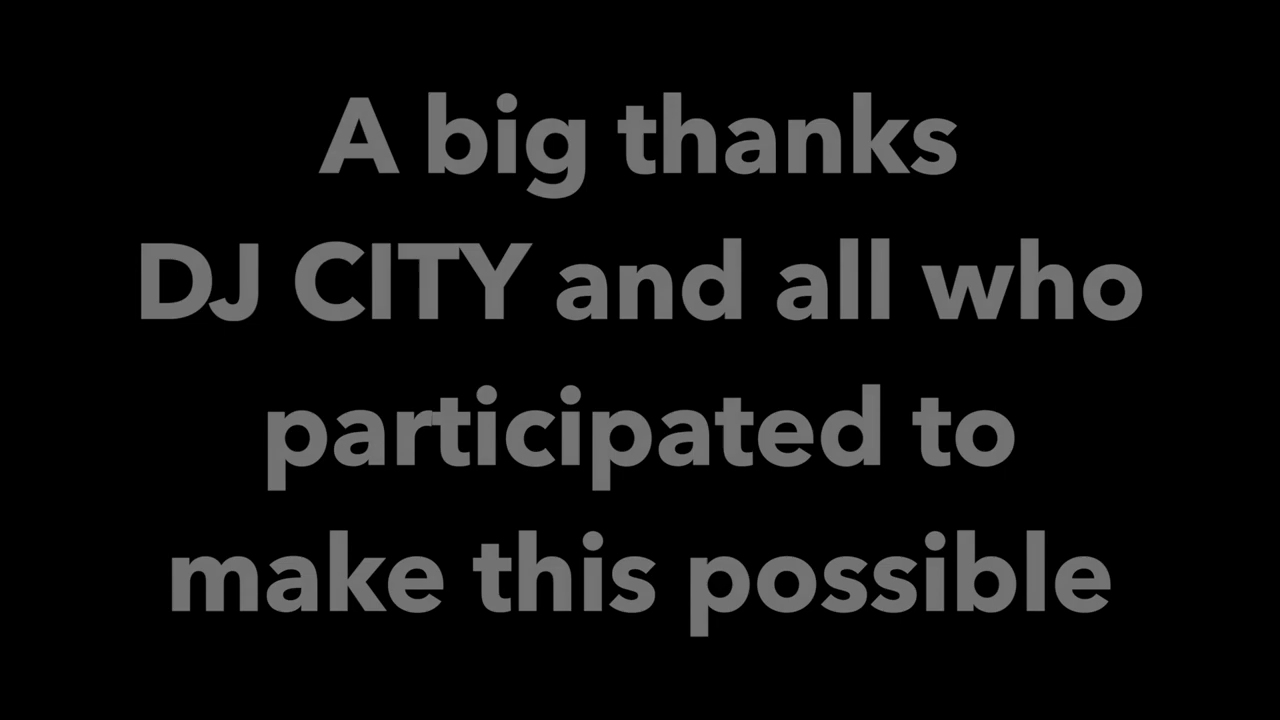 A big thanks
DJ CITY and all who
participated to
make this possible